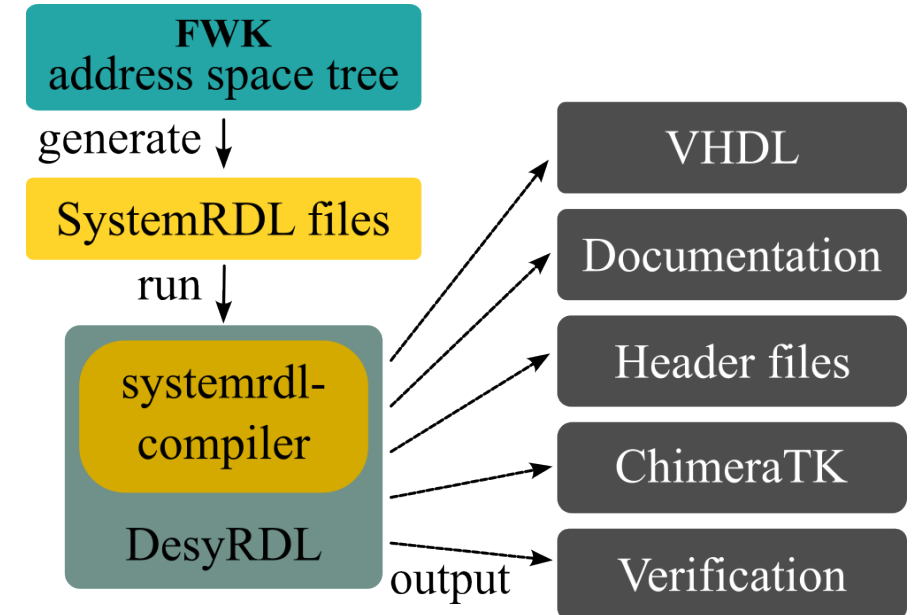 FWK
address space tree
generate
SystemRDL files
run
systemrdl-
compiler
DesyRDL
output
VHDL
Documentation
Header files
ChimeraTK
Verification